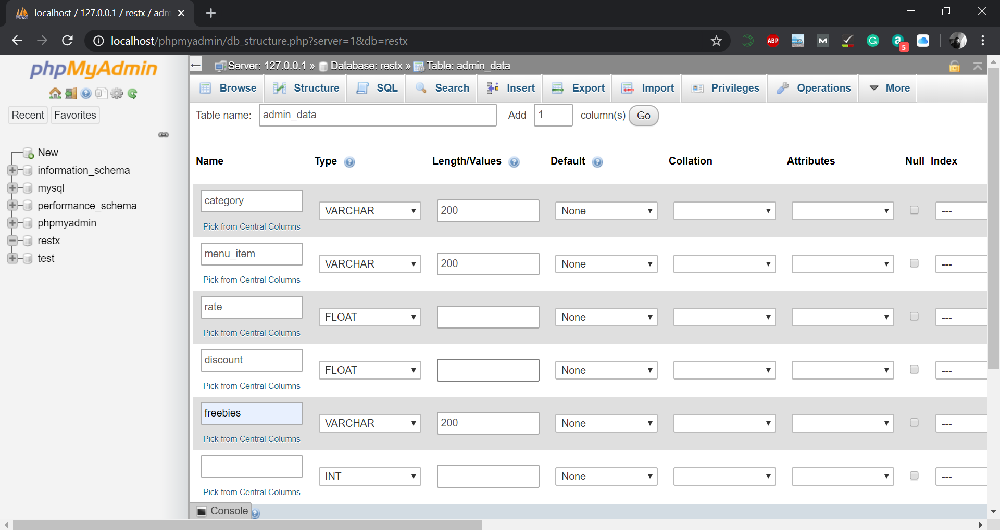 localhost / 127.0.0.1 / restx / adm
localhost/phpmyadmin/db_structure.php?server=1&db=restx
ABP
5
phpMyAdmin
Recent Favorites
New
information_schema
mysql
performance_schema
phpmyadmin
restx
test
Server: 127.0.0.1 » Database: restx » Table: admin_data
Browse Structure SQL Search Insert Export Import Privileges Operations More
Table name: admin_data Add 1 column(s) Go
Name Type Length/Values Default Collation Attributes Null Index
category VARCHAR 200 None ---
Pick from Central Columns
menu_item VARCHAR 200 None ---
Pick from Central Columns
rate FLOAT None ---
Pick from Central Columns
discount FLOAT None ---
Pick from Central Columns
freebies VARCHAR 200 None ---
Pick from Central Columns
INT None ---
Pick from Central Columns
Console